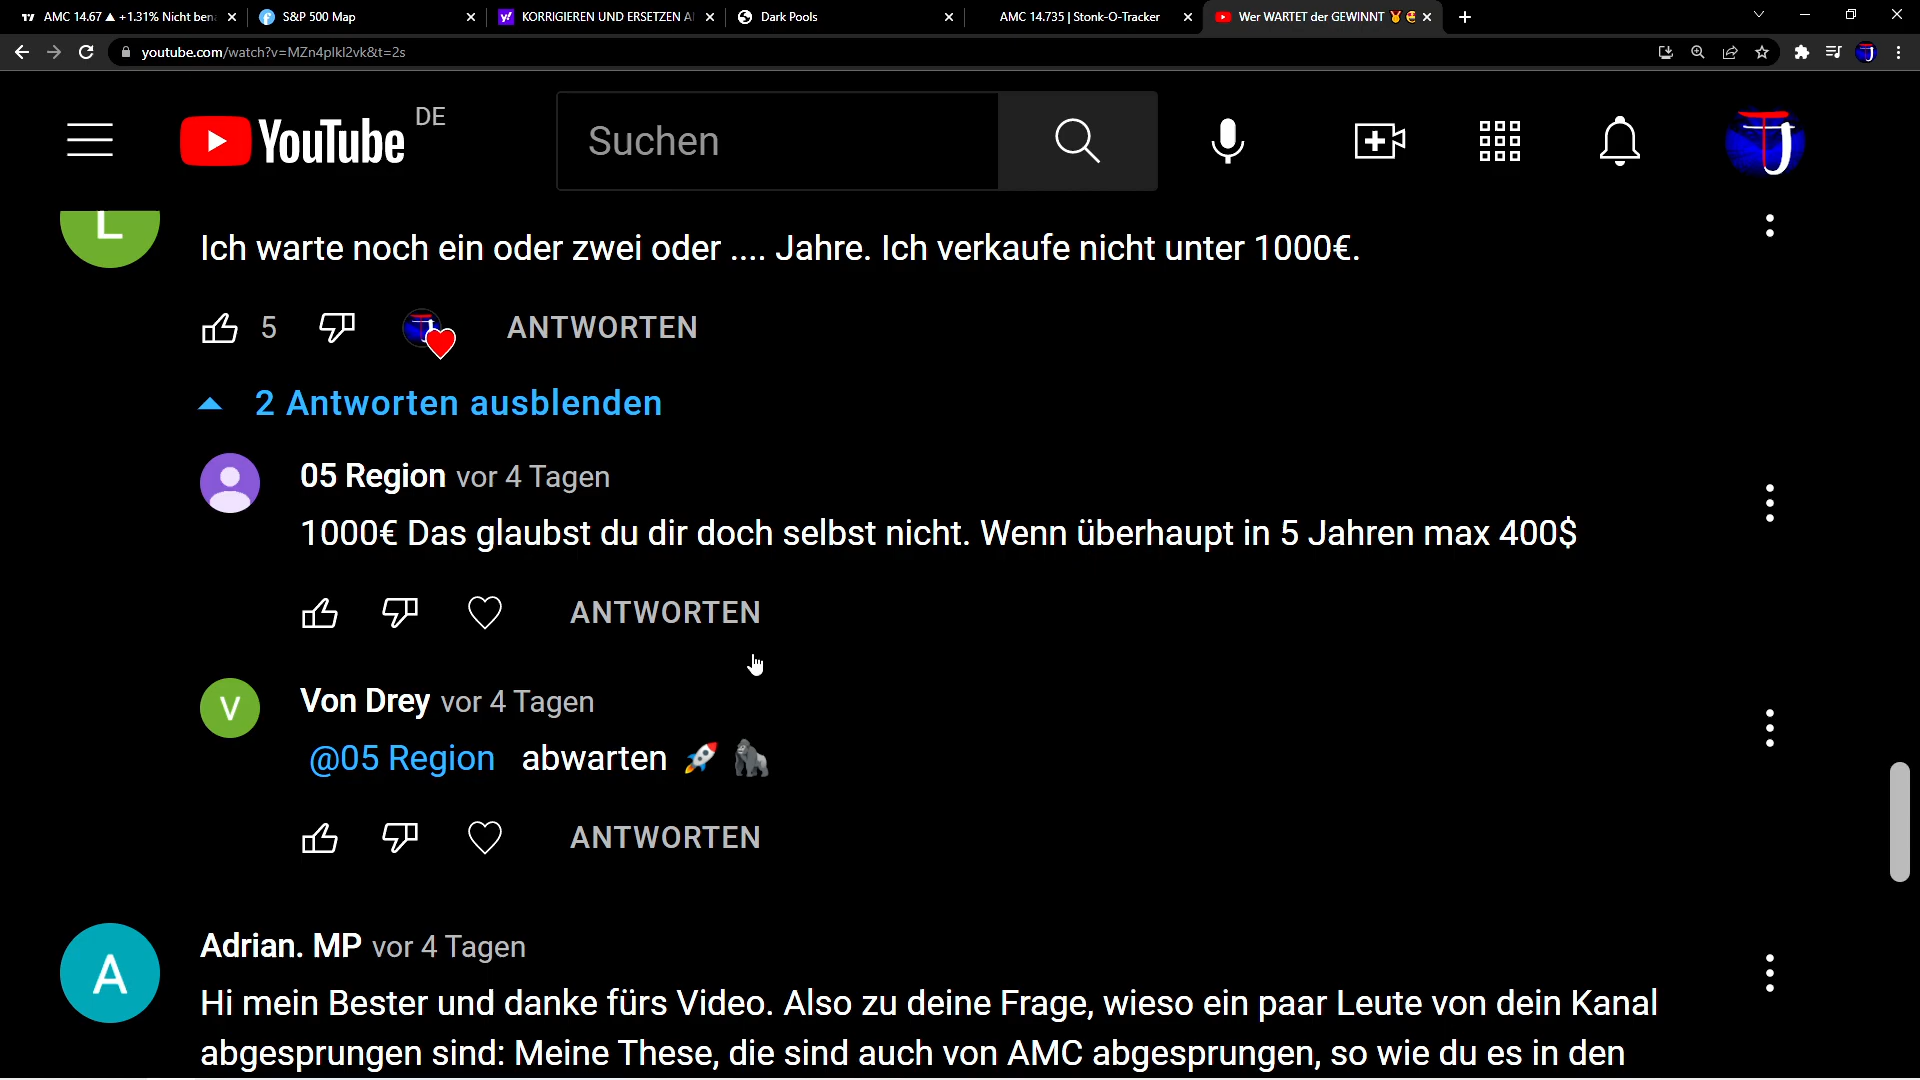 AMC 14.67 ▲ +1.31% Nicht ben
S&P 500 Map
KORRIGIEREN UND ERSETZEN A
Dark Pools
AMC 14.735 | Stonk-O-Tracker
Wer WARTET der GEWINNT
youtube.com/watch?v=MZn4plkl2vk&t=2s
YouTube DE
Suchen
L
Ich warte noch ein oder zwei oder .... Jahre. Ich verkaufe nicht unter 1000€.
5 ANTWORTEN
2 Antworten ausblenden
05 Region vor 4 Tagen
1000€ Das glaubst du dir doch selbst nicht. Wenn überhaupt in 5 Jahren max 400$
ANTWORTEN
V
Von Drey vor 4 Tagen
@05 Region abwarten 🚀 🦍
ANTWORTEN
A
Adrian. MP vor 4 Tagen
Hi mein Bester und danke fürs Video. Also zu deine Frage, wieso ein paar Leute von dein Kanal
abgesprungen sind: Meine These, die sind auch von AMC abgesprungen, so wie du es in den